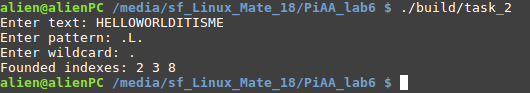 alien@alienPC /media/sf_Linux_Mate_18/PiAA_lab6 $ ./build/task_2
Enter text: HELLOWORLDITISME
Enter pattern: .L.
Enter wildcard: .
Founded indexes: 2 3 8
alien@alienPC /media/sf_Linux_Mate_18/PiAA_lab6 $